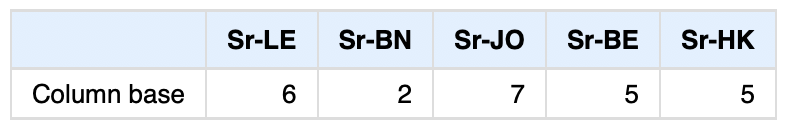 Sr-LE Sr-BN Sr-JO Sr-BE Sr-HK
Column base 6 2 7 5 5